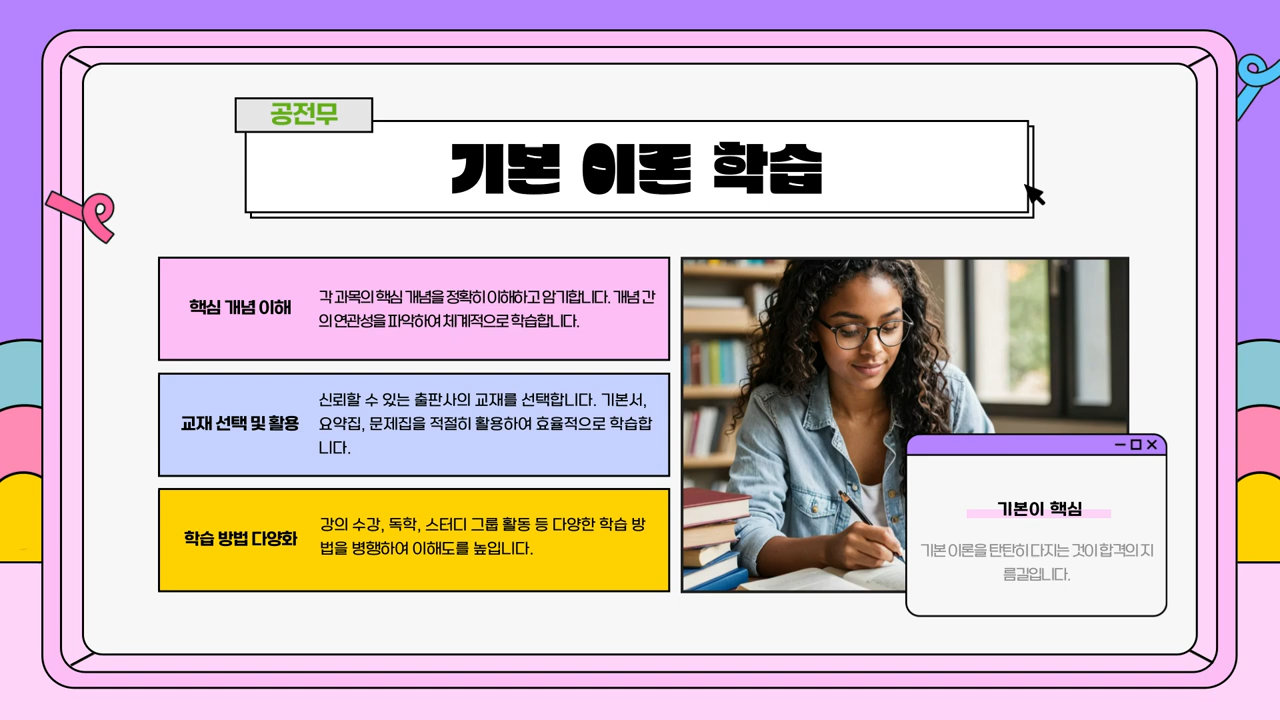 공전무
기본 이론 학습
핵심 개념 이해
각 과목의 핵심 개념을 정확히 이해하고 암기합니다. 개념 간
의 연관성을 파악하여 체계적으로 학습합니다.
교재 선택 및 활용
신뢰할 수 있는 출판사의 교재를 선택합니다. 기본서,
요약집, 문제집을 적절히 활용하여 효율적으로 학습합
니다.
학습 방법 다양화
강의 수강, 독학, 스터디 그룹 활동 등 다양한 학습 방
법을 병행하여 이해도를 높입니다.
기본이 핵심
기본 이론을 탄탄히 다지는 것이 합격의 지
름길입니다.